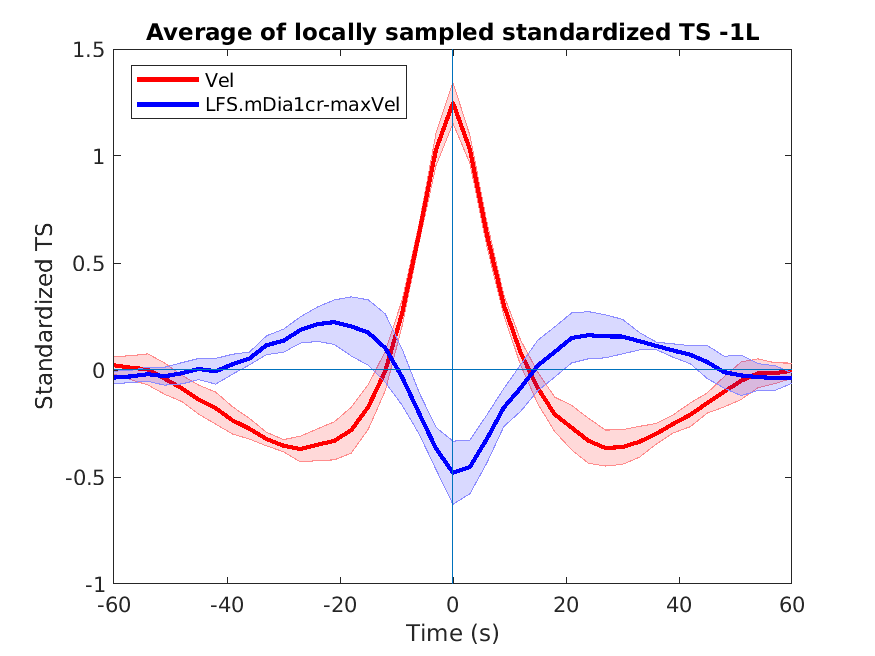 Average of locally sampled standardized TS -1L
Vel
LFS.mDia1cr-maxVel
Standardized TS
1.5
1
0.5
0
-0.5
-1
-60
-40
-20
0
20
40
60
Time (s)